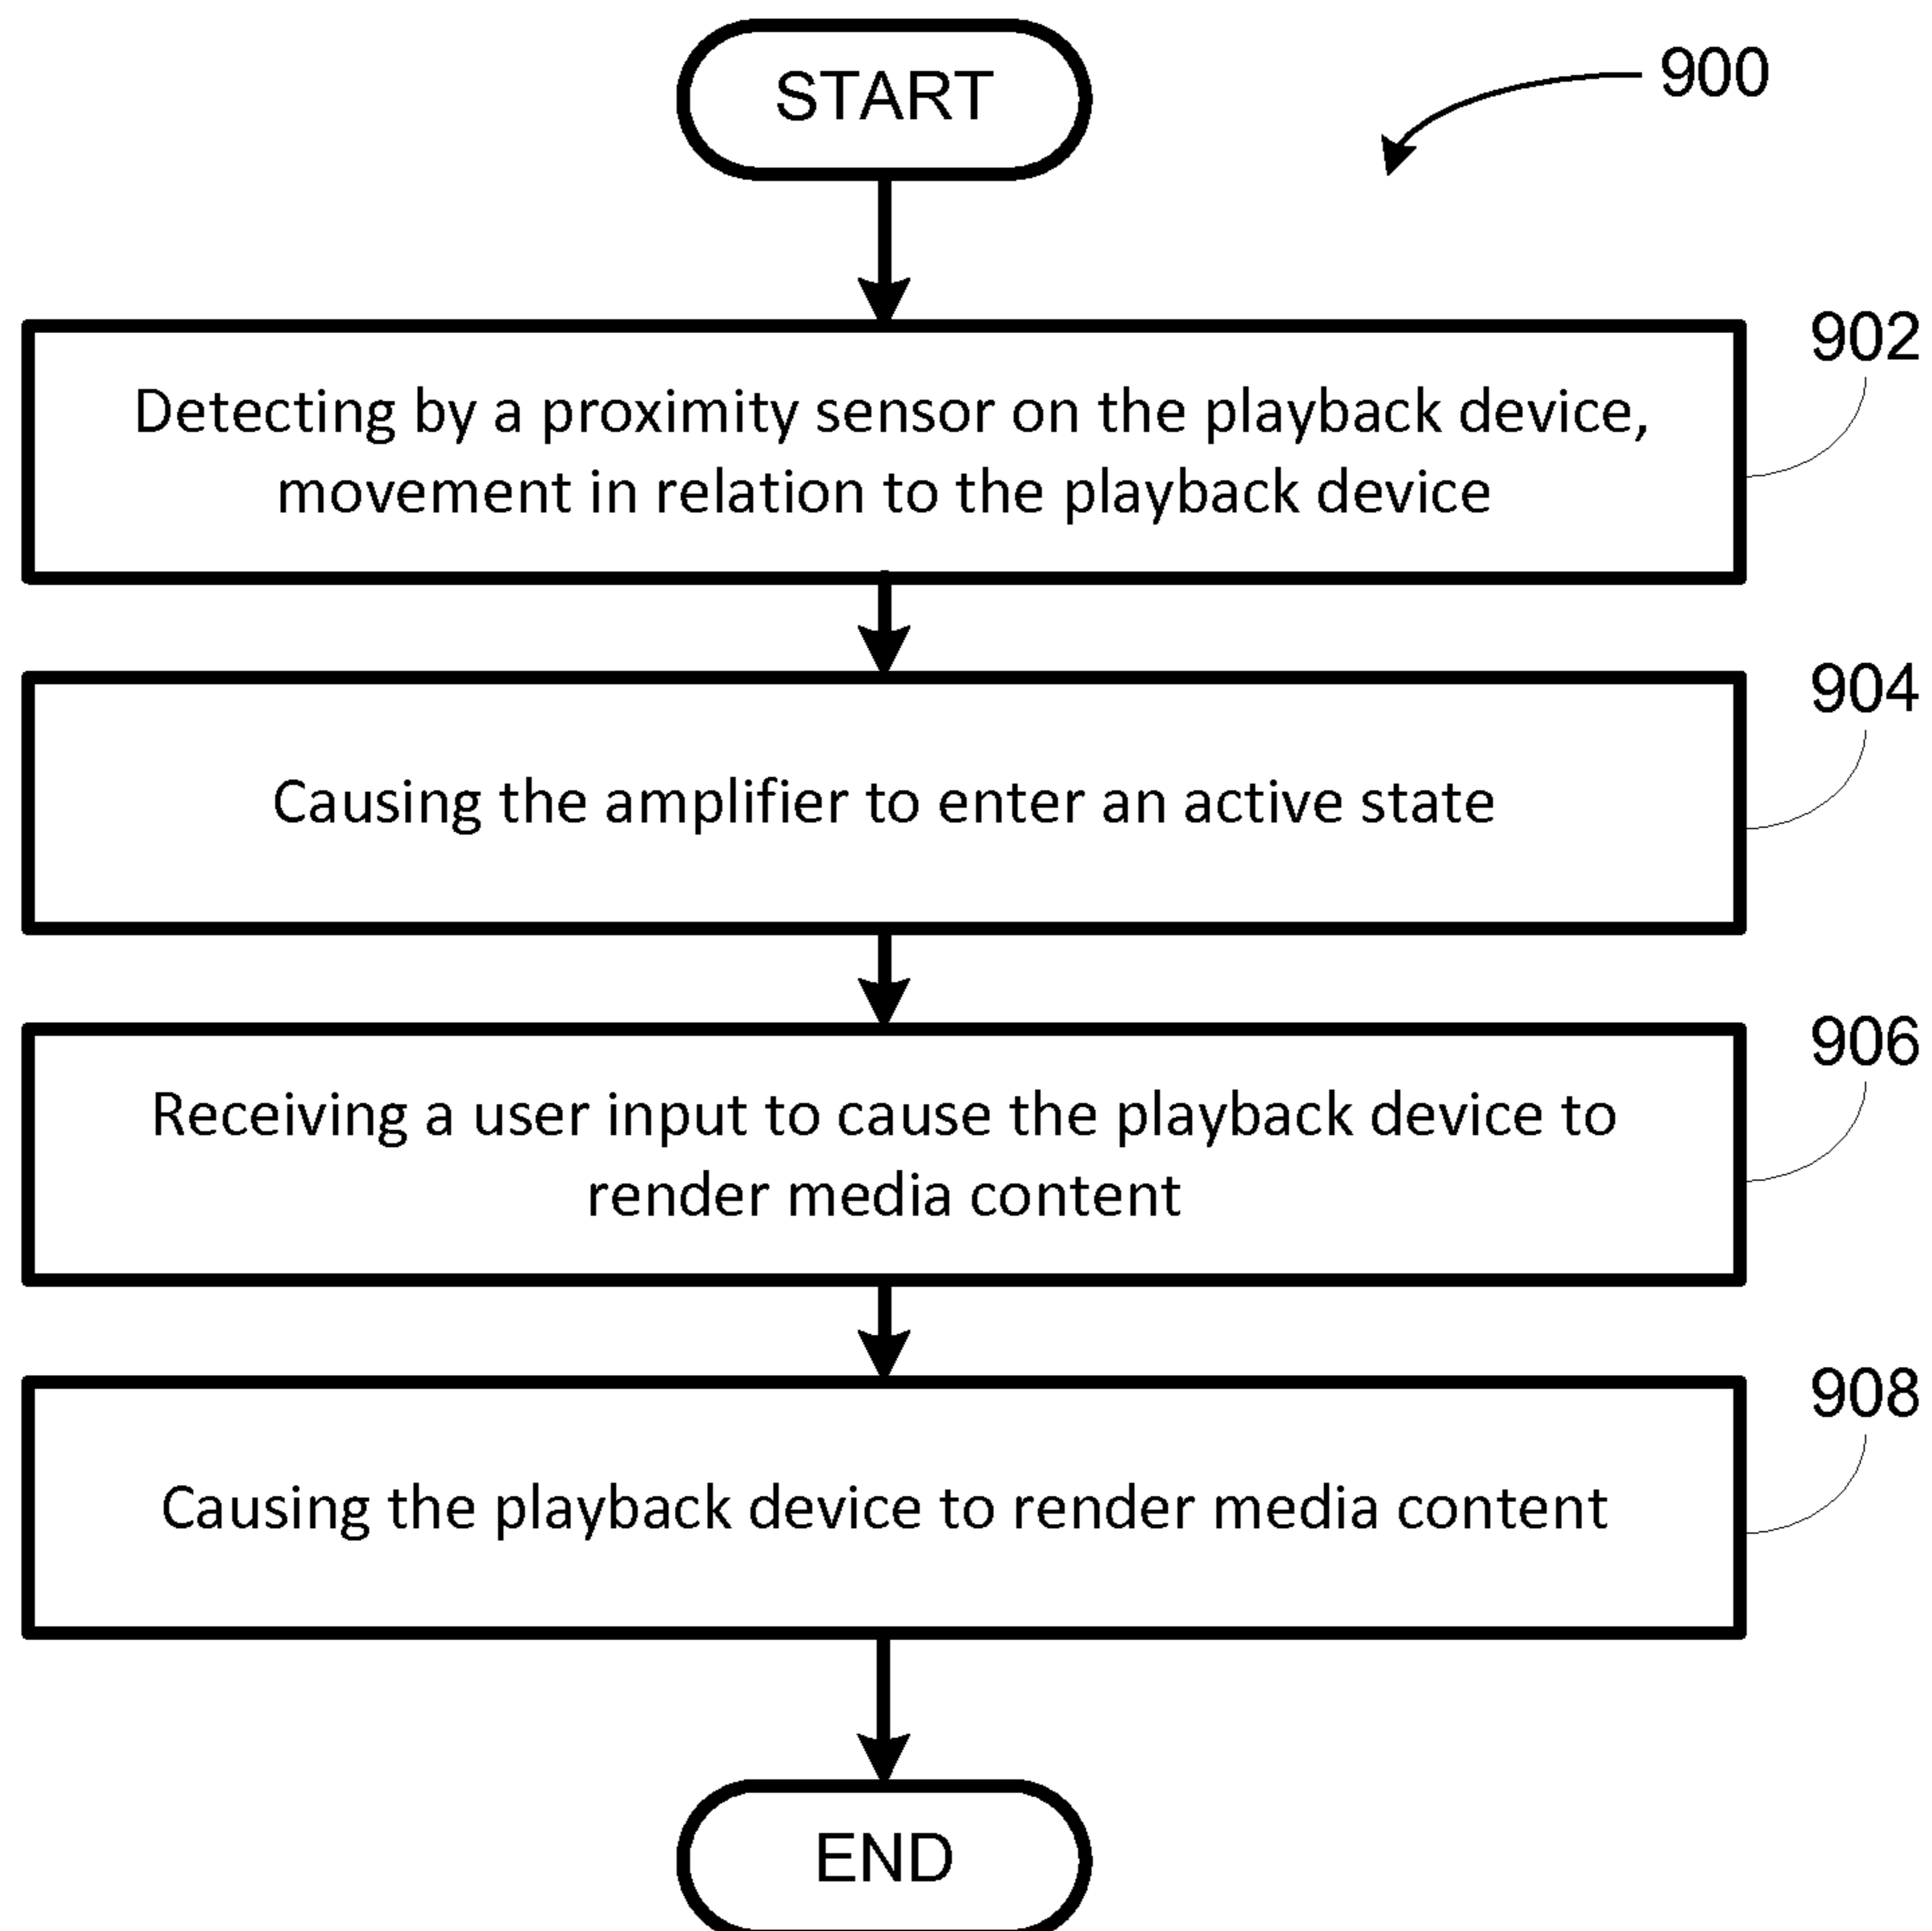 START
900
902
Detecting by a proximity sensor on the playback device,
movement in relation to the playback device
904
Causing the amplifier to enter an active state
906
Receiving a user input to cause the playback device to
render media content
908
Causing the playback device to render media content
END